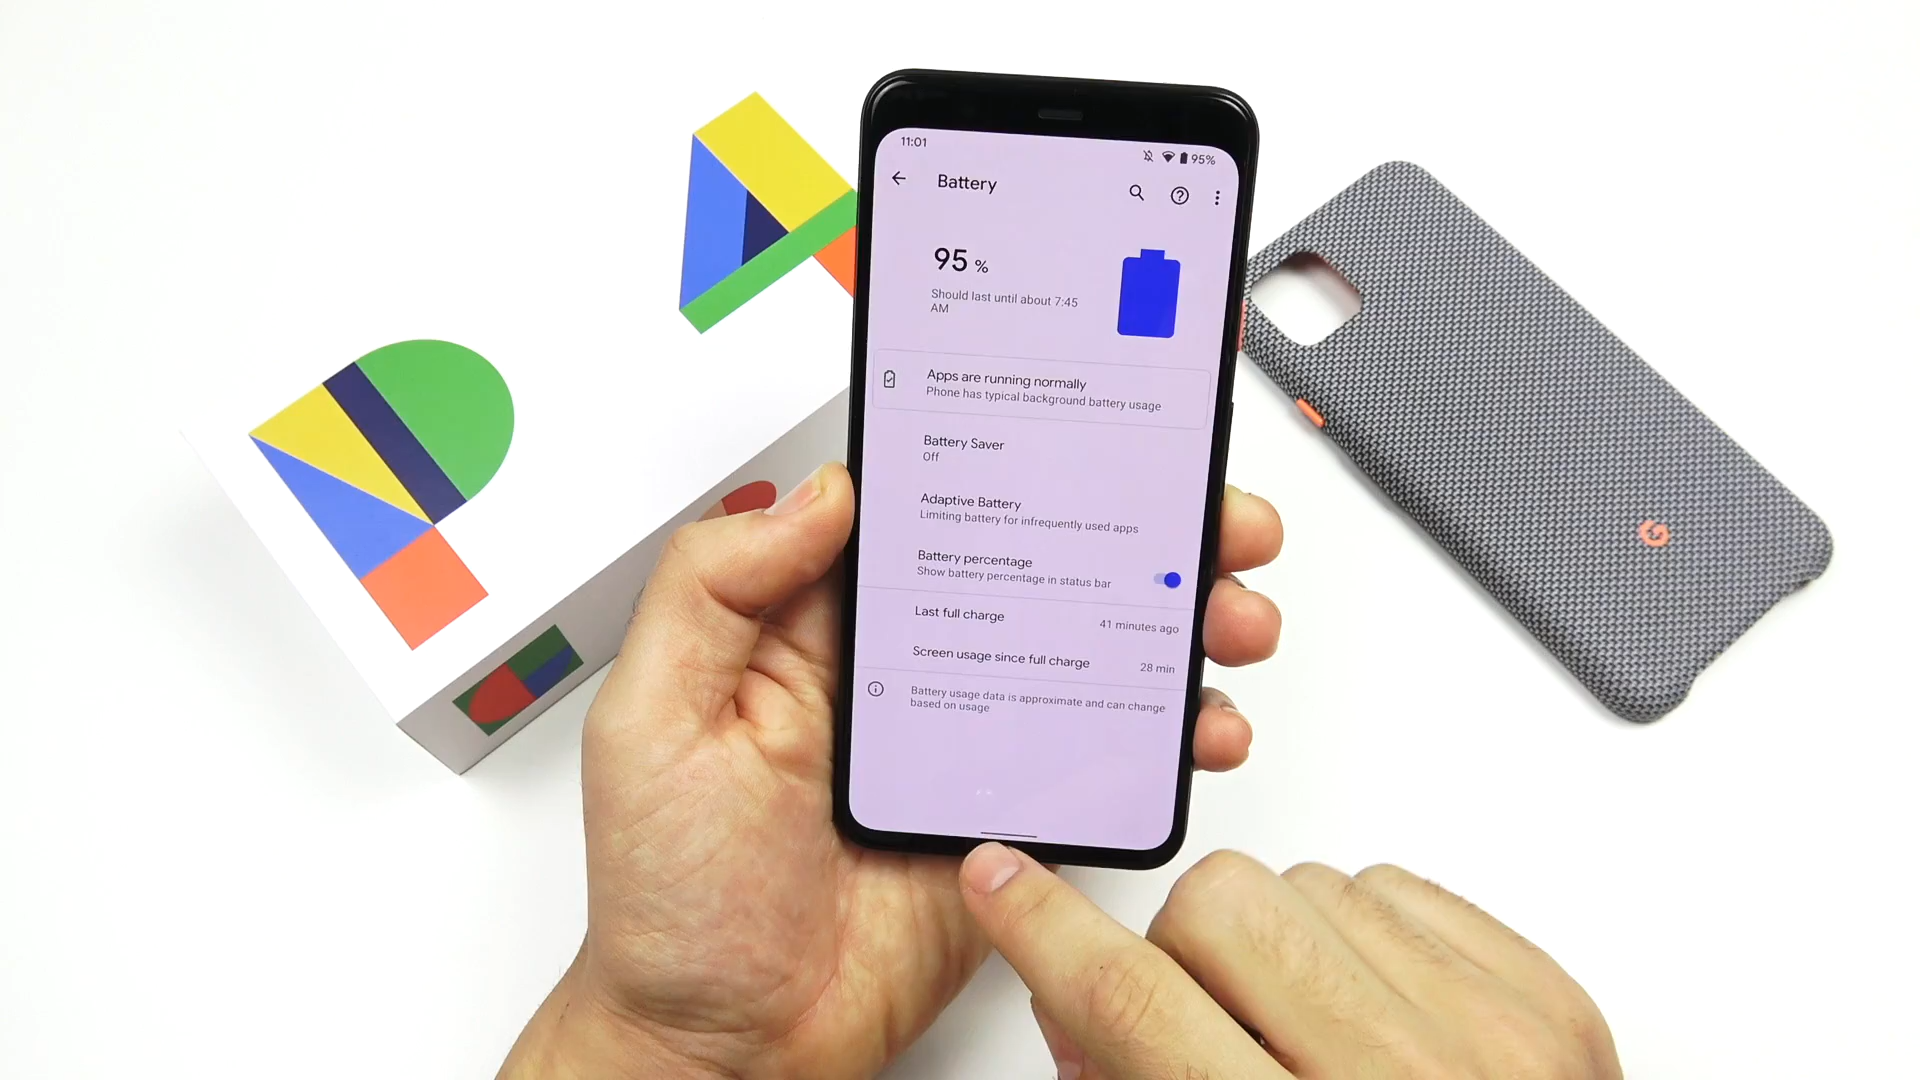 11:01
95%
Battery
95 %
Should last until about 7:45
AM
Apps are running normally
Phone has typical background battery usage
Battery Saver
Off
Adaptive Battery
Limiting battery for infrequently used apps
Battery percentage
Show battery percentage in status bar
Last full charge
41 minutes ago
Screen usage since full charge
28 min
Battery usage data is approximate and can change
based on usage
P
4
G